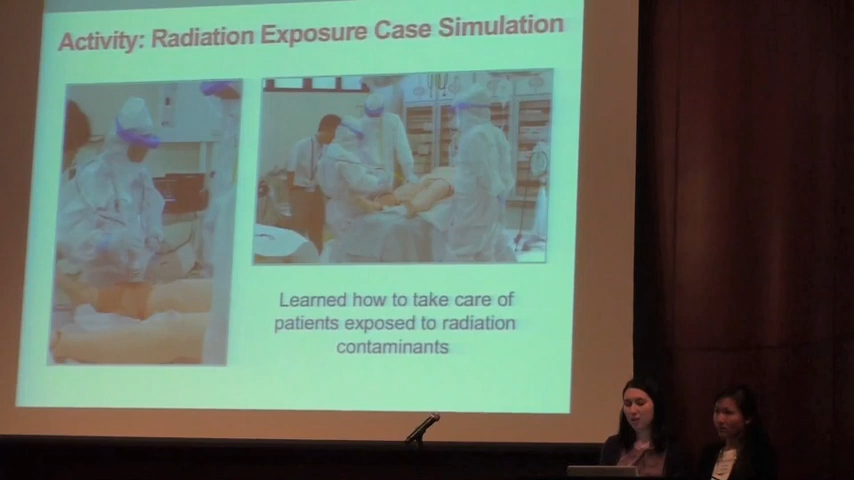 Activity: Radiation Exposure Case Simulation
Learned how to take care of
patients exposed to radiation
contaminants